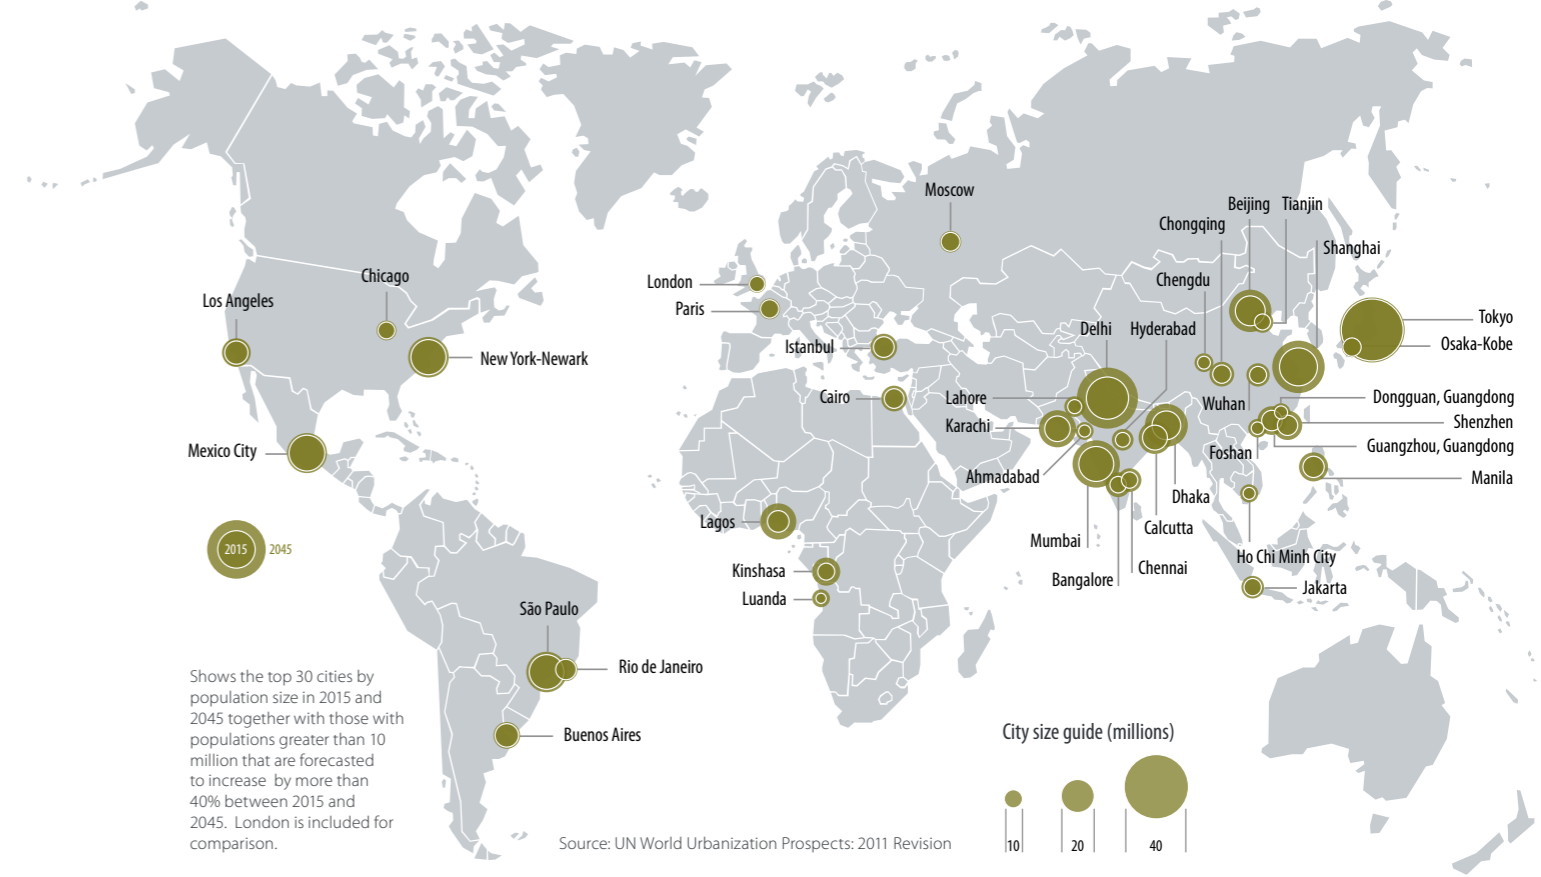 Moscow
Beijing
Tianjin
Chongqing
Shanghai
London
Chicago
Chengdu
Los Angeles
Paris
Tokyo
Delhi
Hyderabad
Osaka-Kobe
Istanbul
New York-Newark
Cairo
Lahore
Wuhan
Dongguan, Guangdong
Karachi
Shenzhen
Mexico City
Foshan
Guangzhou, Guangdong
Ahmadabad
Manila
Dhaka
Lagos
Calcutta
Mumbai
2015
2045
Ho Chi Minh City
Kinshasa
Chennai
Bangalore
Jakarta
Luanda
São Paulo
Rio de Janeiro
Buenos Aires
Shows the top 30 cities by
population size in 2015 and
2045 together with those with
populations greater than 10
million that are forecasted
to increase by more than
40% between 2015 and
2045. London is included for
comparison.
City size guide (millions)
10
20
40
Source: UN World Urbanization Prospects: 2011 Revision